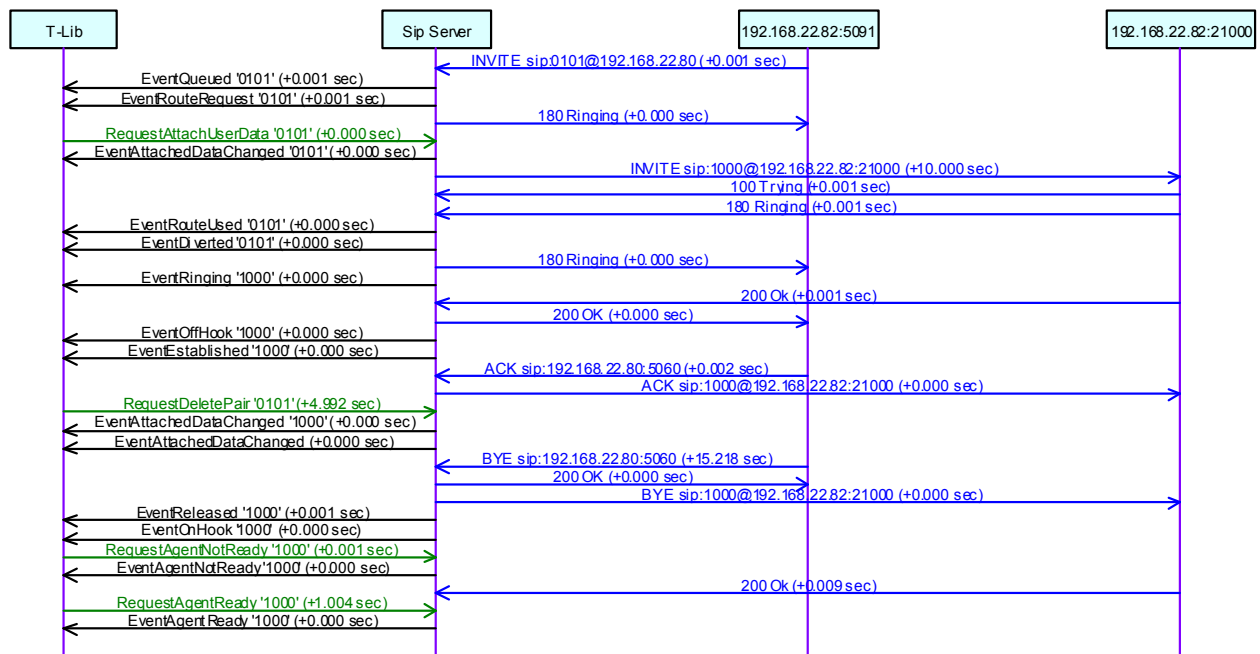 T-Lib
Sip Server
192.168.22.82:5091
192.168.22.82:21000
INVITE sip:0101@192.168.22.80 (+0.001 sec)
EventQueued '0101' (+0.001 sec)
EventRouteRequest '0101' (+0.001 sec)
180 Ringing (+0.000 sec)
RequestAttachUserData '0101' (+0.000 sec)
EventAttachedDataChanged '0101' (+0.000 sec)
INVITE sip:1000@192.168.22.82:21000 (+10.000 sec)
100 Trying (+0.001 sec)
180 Ringing (+0.001 sec)
EventRouteUsed '0101' (+0.000 sec)
EventDiverted '0101' (+0.000 sec)
180 Ringing (+0.000 sec)
EventRinging '1000' (+0.000 sec)
200 Ok (+0.001 sec)
200 OK (+0.000 sec)
EventOffHook '1000' (+0.000 sec)
EventEstablished '1000' (+0.000 sec)
ACK sip:192.168.22.80:5060 (+0.002 sec)
ACK sip:1000@192.168.22.82:21000 (+0.000 sec)
RequestDeletePair '0101' (+4.992 sec)
EventAttachedDataChanged '1000' (+0.000 sec)
EventAttachedDataChanged (+0.000 sec)
BYE sip:192.168.22.80:5060 (+15.218 sec)
200 OK (+0.000 sec)
BYE sip:1000@192.168.22.82:21000 (+0.000 sec)
EventReleased '1000' (+0.001 sec)
EventOnHook '1000' (+0.000 sec)
RequestAgentNotReady '1000' (+0.001 sec)
EventAgentNotReady '1000' (+0.000 sec)
200 Ok (+0.009 sec)
RequestAgentReady '1000' (+1.004 sec)
EventAgentReady '1000' (+0.000 sec)